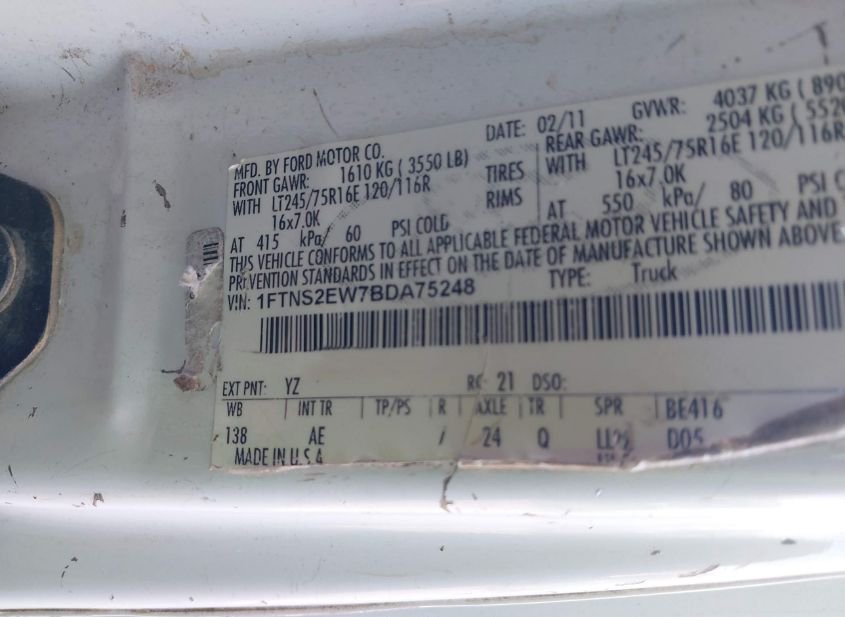 MFD. BY FORD MOTOR CO.
DATE: 02/11 GVWR: 4037 KG ( 890
FRONT GAWR: 1610 KG ( 3550 LB)
REAR GAWR: 2504 KG ( 552
WITH LT245/75R16E 120/116R TIRES
WITH LT245/75R16E 120/116R
16x7.0K RIMS
16x7.0K
AT 415 kPa/ 60 PSI COLD
AT 550 kPa/ 80 PSI
THIS VEHICLE CONFORMS TO ALL APPLICABLE FEDERAL MOTOR VEHICLE SAFETY AND
PREVENTION STANDARDS IN EFFECT ON THE DATE OF MANUFACTURE SHOWN ABOVE.
VIN: 1FTNS2EW7BDA75248 TYPE: Truck
EXT PNT: YZ RC: 21 DSO:
WB INT TR TP/PS R AXLE TR SPR BE416
138 AE / 24 Q D05
MADE IN U.S.A